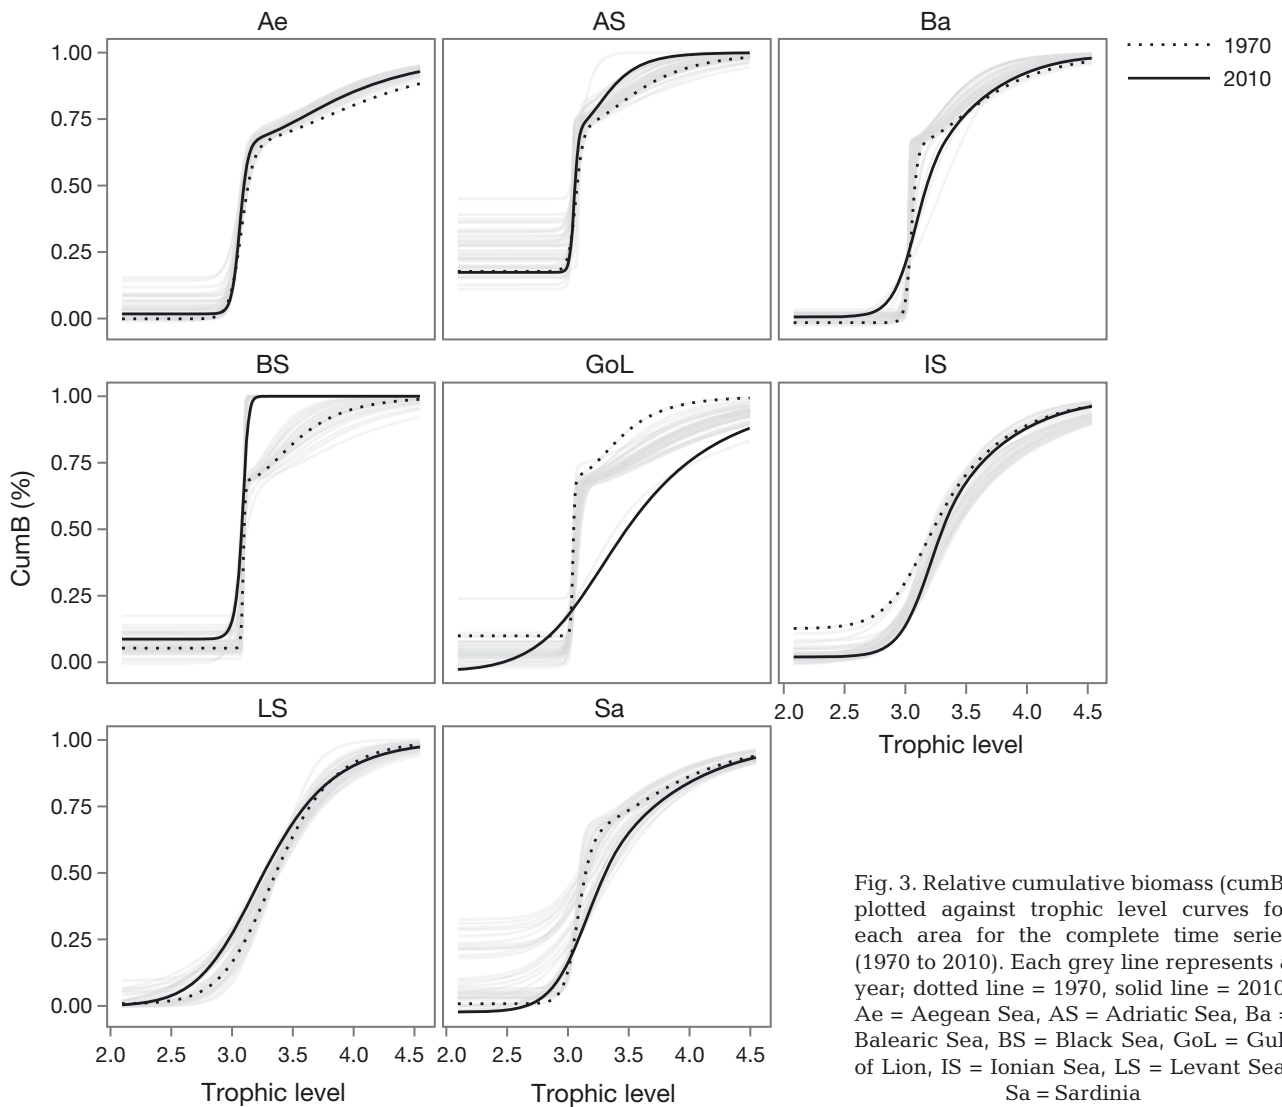 Ae
AS
Ba
1970
2010
1.00
0.75
0.50
0.25
0.00
BS
GoL
IS
1.00
0.75
0.50
0.25
0.00
CumB (%)
2.0 2.5 3.0 3.5 4.0 4.5
Trophic level
LS
Sa
1.00
0.75
0.50
0.25
0.00
2.0 2.5 3.0 3.5 4.0 4.5
2.0 2.5 3.0 3.5 4.0 4.5
Trophic level
Trophic level
Fig. 3. Relative cumulative biomass (cumB
plotted against trophic level curves fo
each area for the complete time serie
(1970 to 2010). Each grey line represents a
year; dotted line = 1970, solid line = 2010
Ae = Aegean Sea, AS = Adriatic Sea, Ba =
Balearic Sea, BS = Black Sea, GoL = Gul
of Lion, IS = Ionian Sea, LS = Levant Sea
Sa = Sardinia